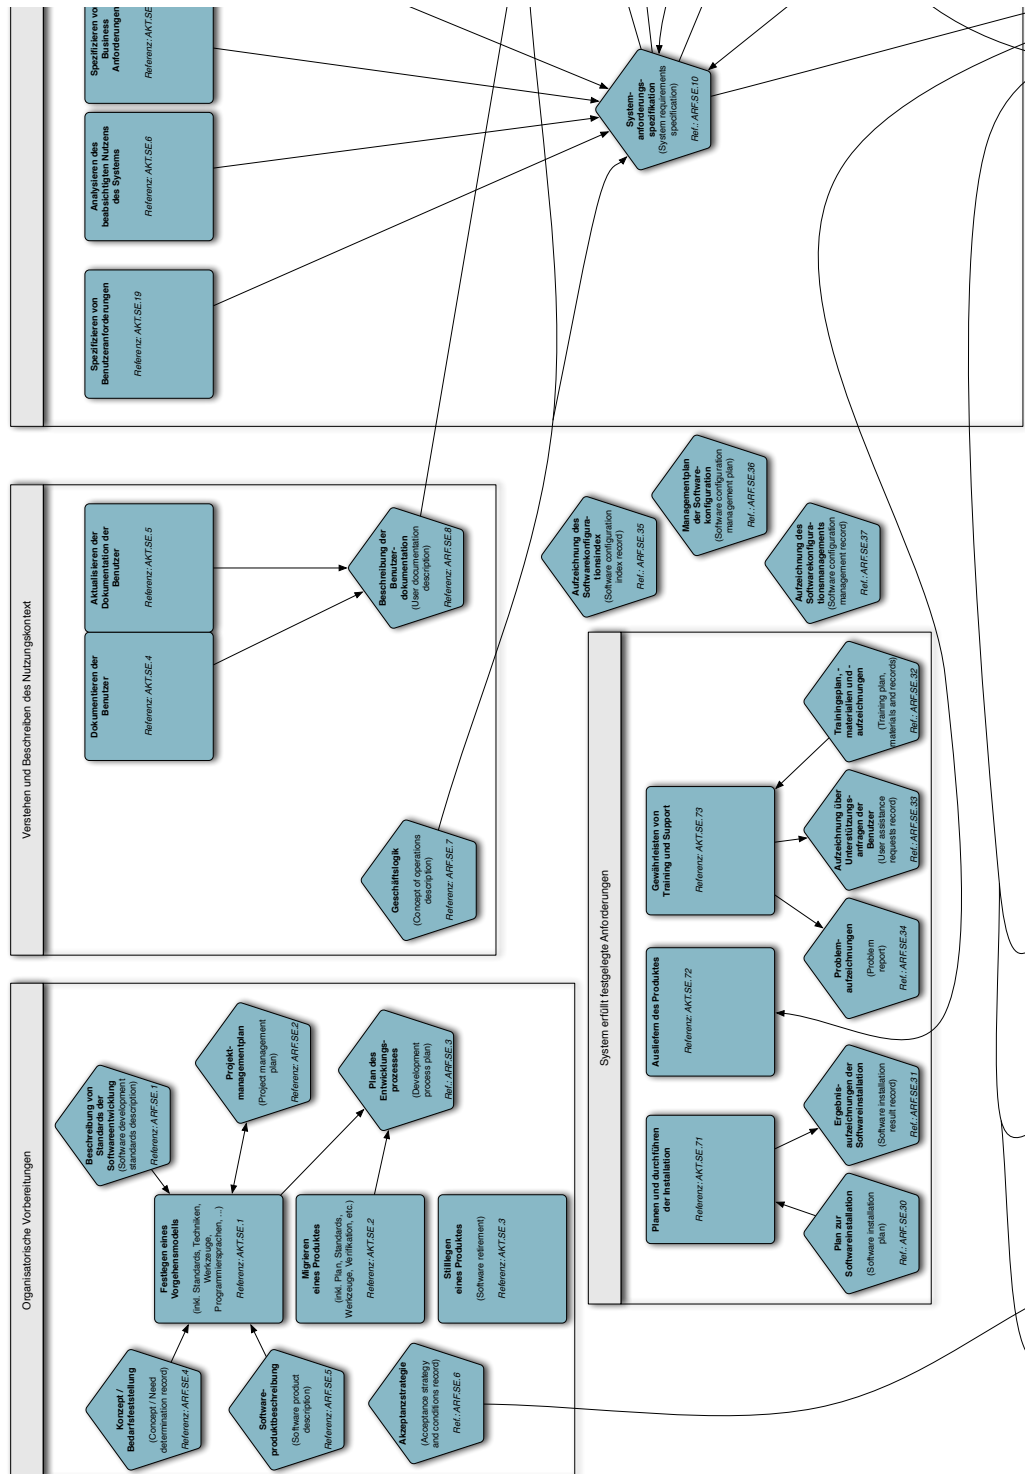 Organisatorische Vorbereitungen
Konzept /
Bedarfsfeststellung
(Concept / Need
determination record)
Referenz: ARF.SE.4
Software-
produktbeschreibung
(Software product
description)
Ref.: ARF.SE.5
Akzeptanzstrategie
(Acceptance strategy
and conditions record)
Ref.: ARF.SE.6
Festlegen eines
Vorgehensmodells
(inkl. Standards, Techniken,
Werkzeuge,
Programmiersprachen, ...)
Referenz: AKT.SE.1
Migrieren
eines Produktes
(inkl. Plan, Standards,
Werkzeuge, Verifikation, etc.)
Referenz: AKT.SE.2
Stilllegen
eines Produktes
(Software retirement)
Referenz: AKT.SE.3
Beschreibung von
Standards der
Softwareentwicklung
(Software development
standards description)
Referenz: ARF.SE.1
Projekt-
managementplan
(Project management
plan)
Referenz: ARF.SE.2
Plan des
Entwicklungs-
prozesses
(Development
process plan)
Ref.: ARF.SE.3
Verstehen und Beschreiben des Nutzungskontext
Dokumentieren der
Benutzer
Referenz: AKT.SE.4
Aktualisieren der
Dokumentation der
Benutzer
Referenz: AKT.SE.5
Geschäftslogik
(Concept of operations
description)
Referenz: ARF.SE.7
Beschreibung der
Benutzer-
dokumentation
(User documentation
description)
Referenz: ARF.SE.8
Spezifizieren von
Benutzeranforderungen
Referenz: AKT.SE.19
Analysieren des
beabsichtigten Nutzens
des Systems
Referenz: AKT.SE.6
Spezifizieren vo
Business
Anforderungen
Referenz: AKT.SE
System-
anforderungs-
spezifikation
(System requirements
specification)
Ref.: ARF.SE.10
Aufzeichnung des
Softwarekonfigura-
tionsindex
(Software configuration
index record)
Ref.: ARF.SE.35
Managementplan
der Software-
konfiguration
(Software configuration
management plan)
Ref.: ARF.SE.36
Aufzeichnung des
Softwarekonfigura-
tionsmanagements
(Software configuration
management record)
Ref.: ARF.SE.37
System erfüllt festgelegte Anforderungen
Planen und durchführen
der Installation
Referenz: AKT.SE.71
Ausliefern des Produktes
Referenz: AKT.SE.72
Gewährleisten von
Training und Support
Referenz: AKT.SE.73
Plan zur
Softwareinstallation
(Software installation
plan)
Ref.: ARF.SE.30
Ergebnis-
aufzeichnungen der
Softwareinstallation
(Software installation
result record)
Ref.: ARF.SE.31
Problem-
aufzeichnungen
(Problem
report)
Ref.: ARF.SE.34
Aufzeichnung über
Unterstützungs-
anfragen der
Benutzer
(User assistance
requests record)
Ref.: ARF.SE.33
Trainingsplan, -
materialien und -
aufzeichnungen
(Training plan,
materials and records)
Ref.: ARF.SE.32